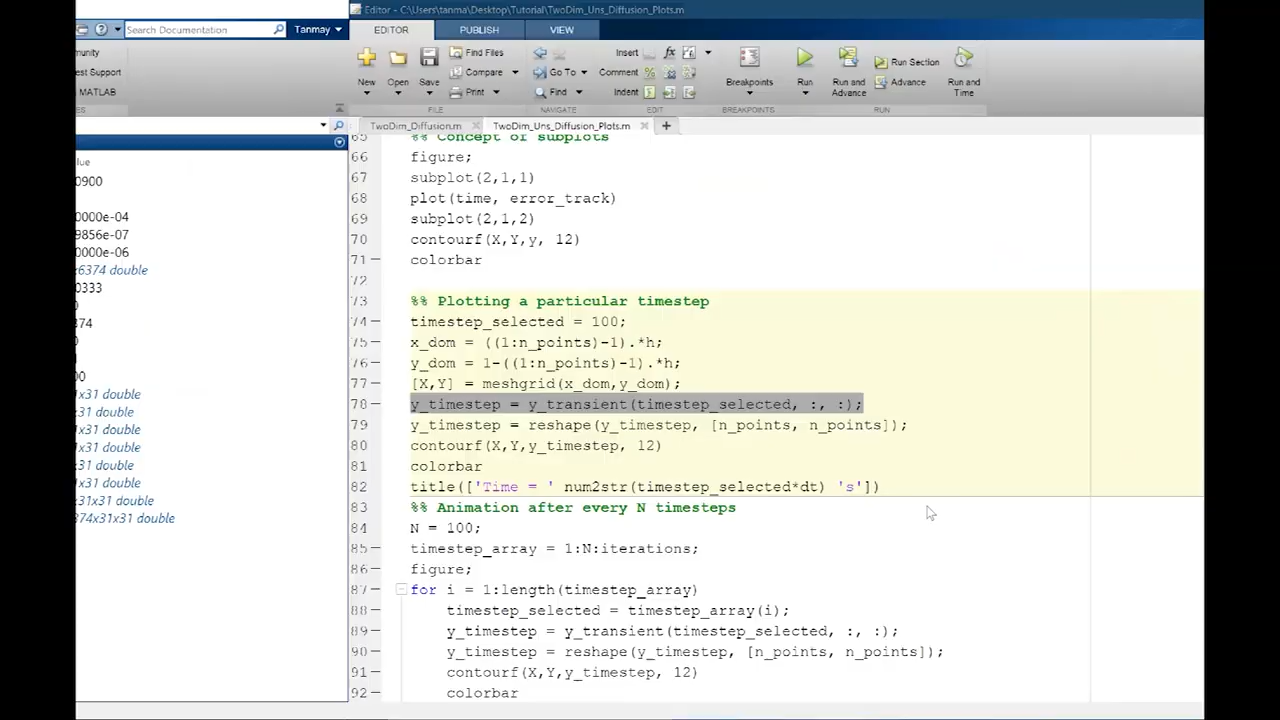 Editor - C:\Users\tanma\Desktop\Tutorial\TwoDim_Uns_Diffusion_Plots.m
Search Documentation
Tanmay
EDITOR
PUBLISH
VIEW
munity
est Support
MATLAB
ES
New
Open
Save
Find Files
Compare
Print
FILE
Go To
Find
NAVIGATE
Insert
fx
Comment
%
Indent
EDIT
Breakpoints
BREAKPOINTS
Run
Run and Advance
Run Section
Advance
Run and Time
RUN
TwoDim_Diffusion.m
TwoDim_Uns_Diffusion_Plots.m
+
lue
0900
0000e-04
9856e-07
0000e-06
6374 double
0333
74
00
1x31 double
1x31 double
1x31 double
1x31 double
31 double
1x31 double
x31x31 double
374x31x31 double
65 %% Concept of subplots
66 figure;
67 subplot(2,1,1)
68 plot(time, error_track)
69 subplot(2,1,2)
70 contourf(X,Y,y, 12)
71 colorbar
72
73 %% Plotting a particular timestep
74 timestep_selected = 100;
75 x_dom = ((1:n_points)-1).*h;
76 y_dom = 1-((1:n_points)-1).*h;
77 [X,Y] = meshgrid(x_dom,y_dom);
78 y_timestep = y_transient(timestep_selected, :, :);
79 y_timestep = reshape(y_timestep, [n_points, n_points]);
80 contourf(X,Y,y_timestep, 12)
81 colorbar
82 title(['Time = ' num2str(timestep_selected*dt) 's'])
83 %% Animation after every N timesteps
84 N = 100;
85 timestep_array = 1:N:iterations;
86 figure;
87 for i = 1:length(timestep_array)
88 timestep_selected = timestep_array(i);
89 y_timestep = y_transient(timestep_selected, :, :);
90 y_timestep = reshape(y_timestep, [n_points, n_points]);
91 contourf(X,Y,y_timestep, 12)
92 colorbar